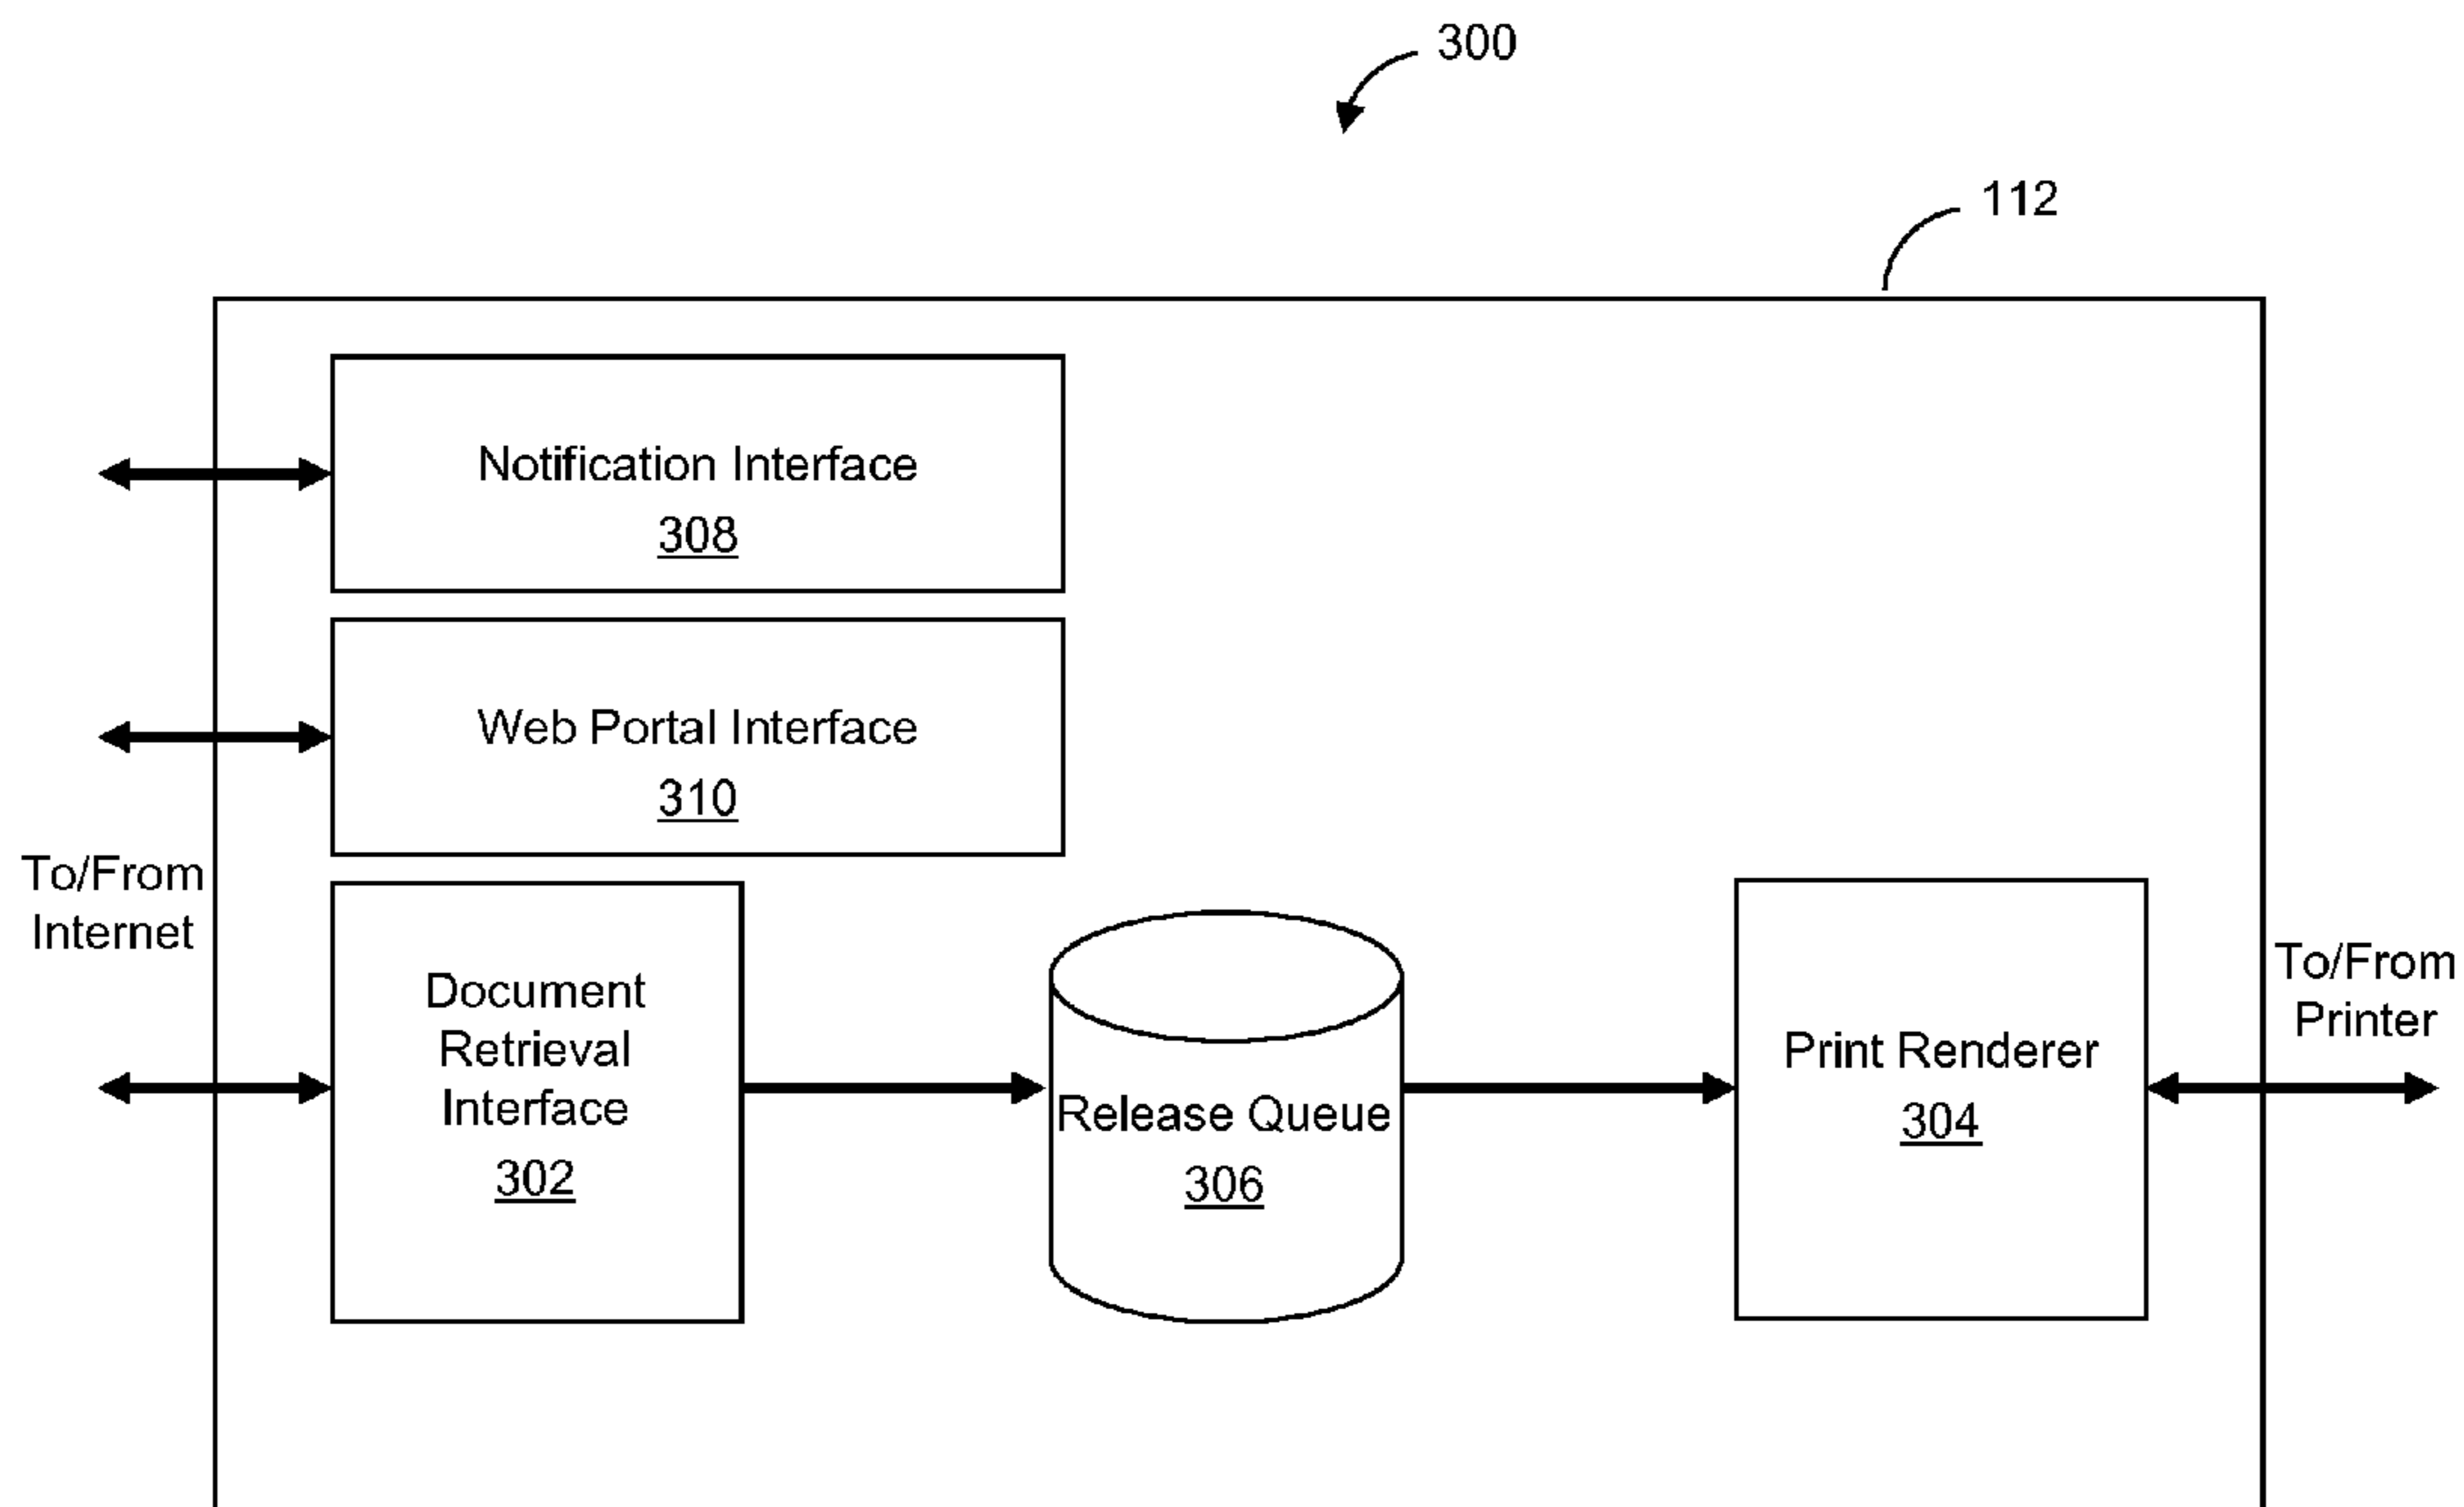 300
112
Notification Interface
308
Web Portal Interface
310
To/From
Internet
Document
Retrieval
Interface
302
Release Queue
306
Print Renderer
304
To/From
Printer